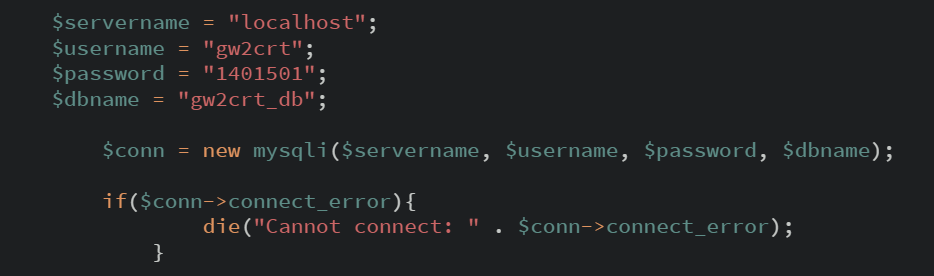 $servername = "localhost";
$username = "gw2crt";
$password = "1401501";
$dbname = "gw2crt_db";
$conn = new mysqli($servername, $username, $password, $dbname);
if($conn->connect_error){
die("Cannot connect: " . $conn->connect_error);
}